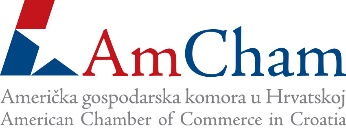 AmCham
Američka gospodarska komora u Hrvatskoj
American Chamber of Commerce in Croatia